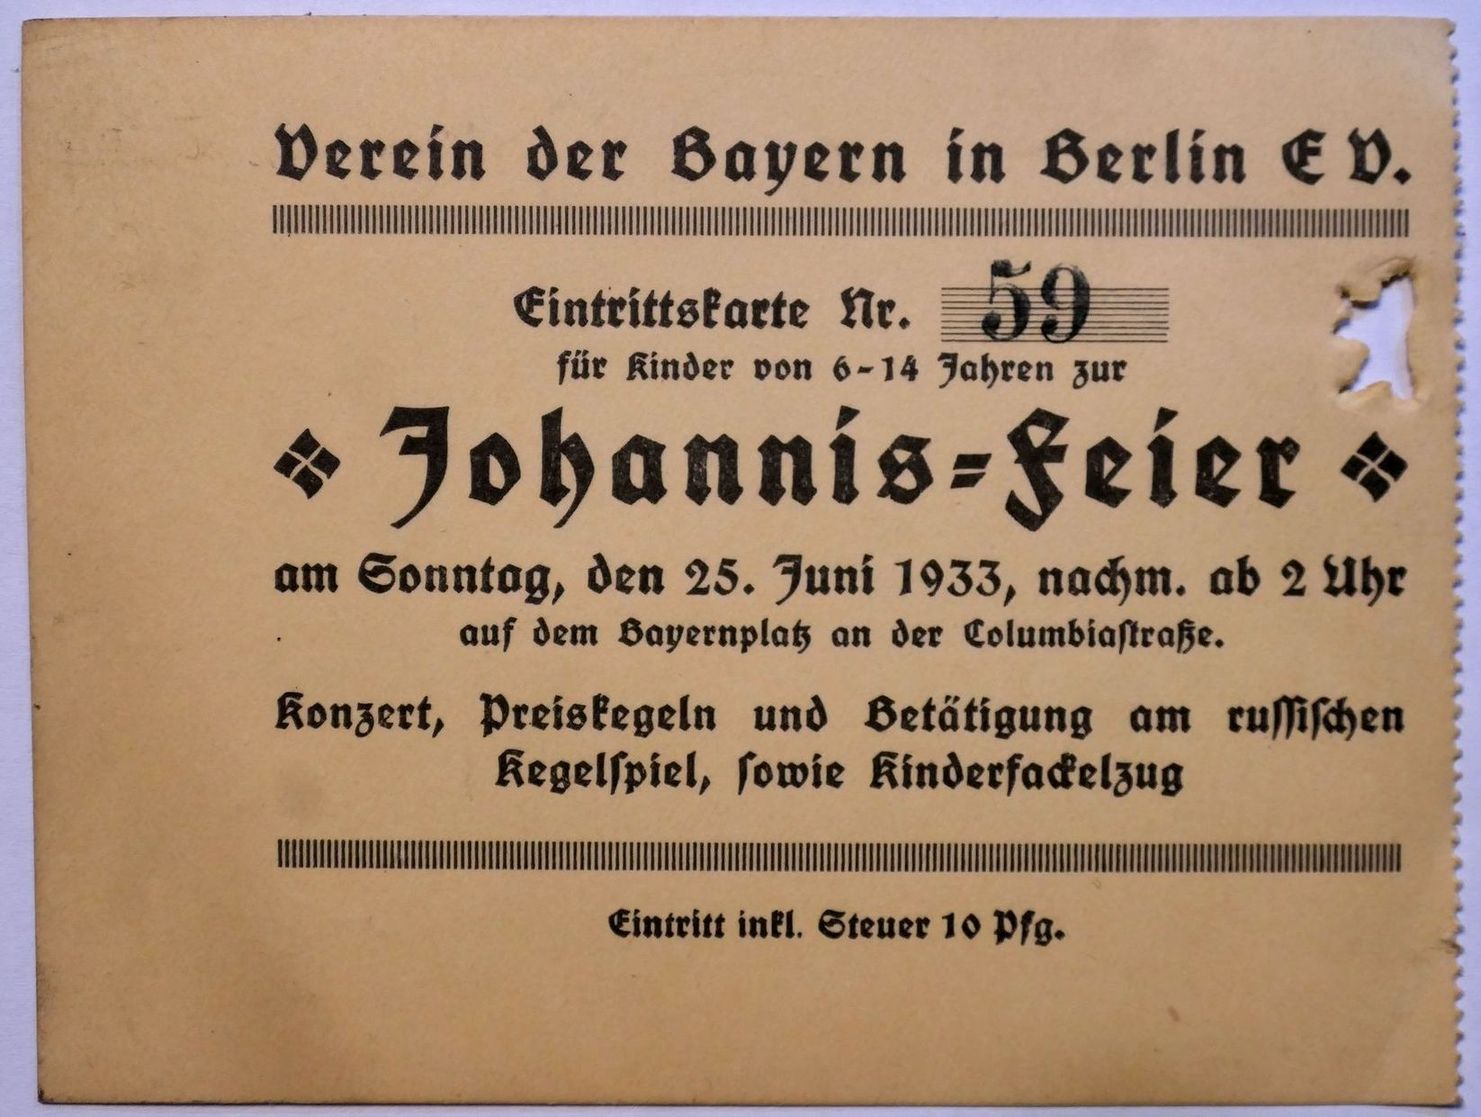 Verein der Bayern in Berlin E V.
Eintrittskarte Nr. 59
für Kinder von 6-14 Jahren zur
Johannis-Feier
am Sonntag, den 25. Juni 1933, nachm. ab 2 Uhr
auf dem Bayernplatz an der Columbiastraße.
Konzert, Preiskegeln und Betätigung am russischen
Kegelspiel, sowie Kinderfackelzug
Eintritt inkl. Steuer 10 Pfg.